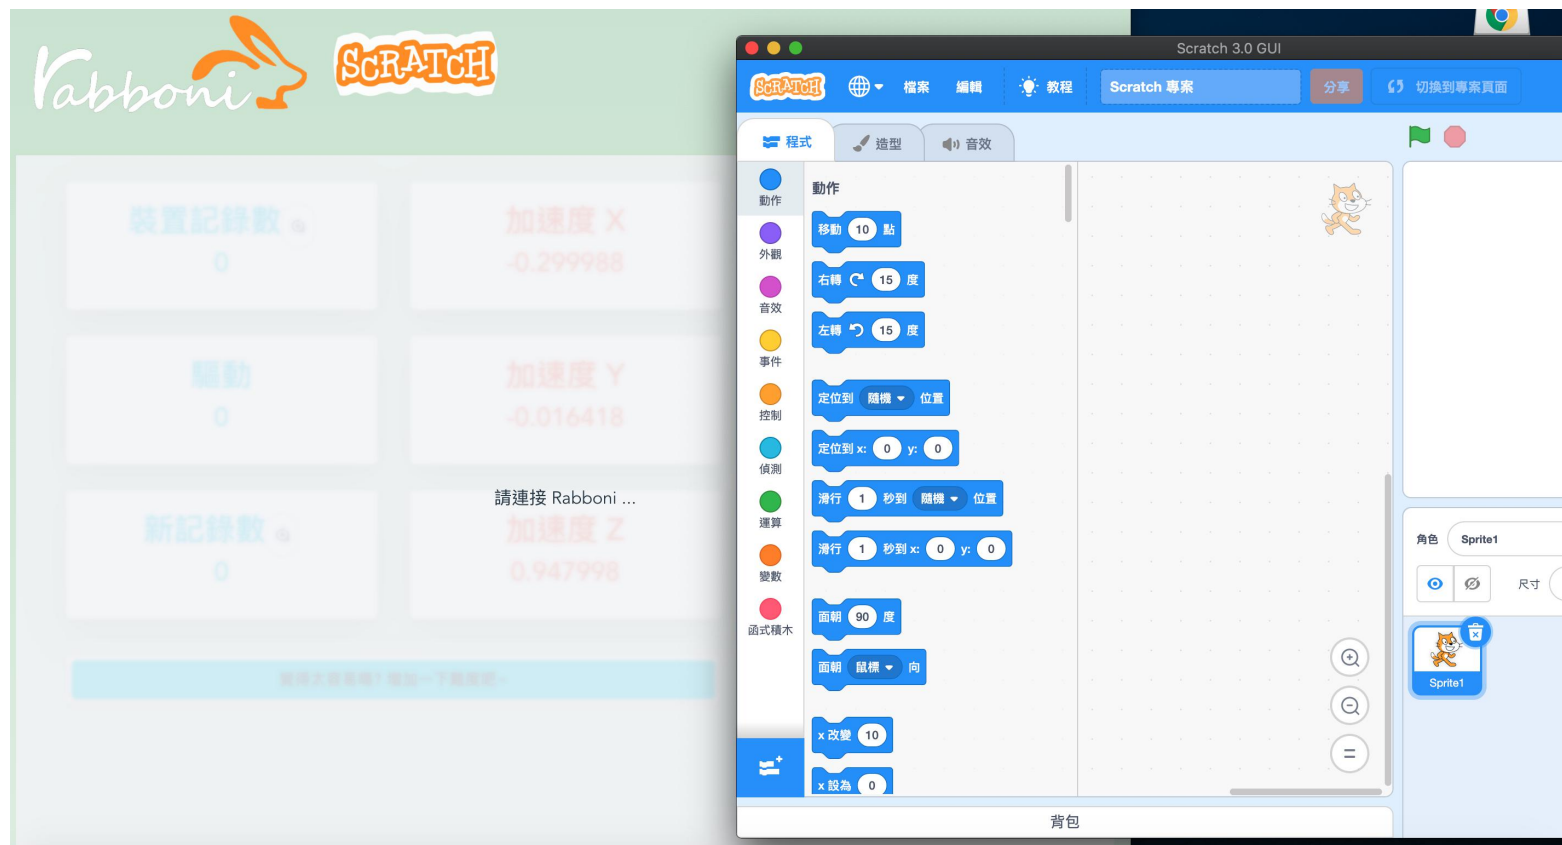 rabboni
SCRATCH
裝置記錄數
0
加速度 X
-0.299988
驅動
0
加速度 Y
-0.016418
請連接 Rabboni ...
新記錄數
0
加速度 Z
0.947998
Scratch 3.0 GUI
SCRATCH 檔案 編輯 教程 Scratch 專案 分享 切換到專案頁面
程式 造型 音效
動作
外觀
音效
事件
控制
偵測
運算
變數
函式積木
動作
移動 10 點
右轉 15 度
左轉 15 度
定位到 隨機 位置
定位到 x: 0 y: 0
滑行 1 秒到 隨機 位置
滑行 1 秒到 x: 0 y: 0
面朝 90 度
面朝 鼠標 向
x 改變 10
x 設為 0
背包
角色 Sprite1
尺寸
Sprite1